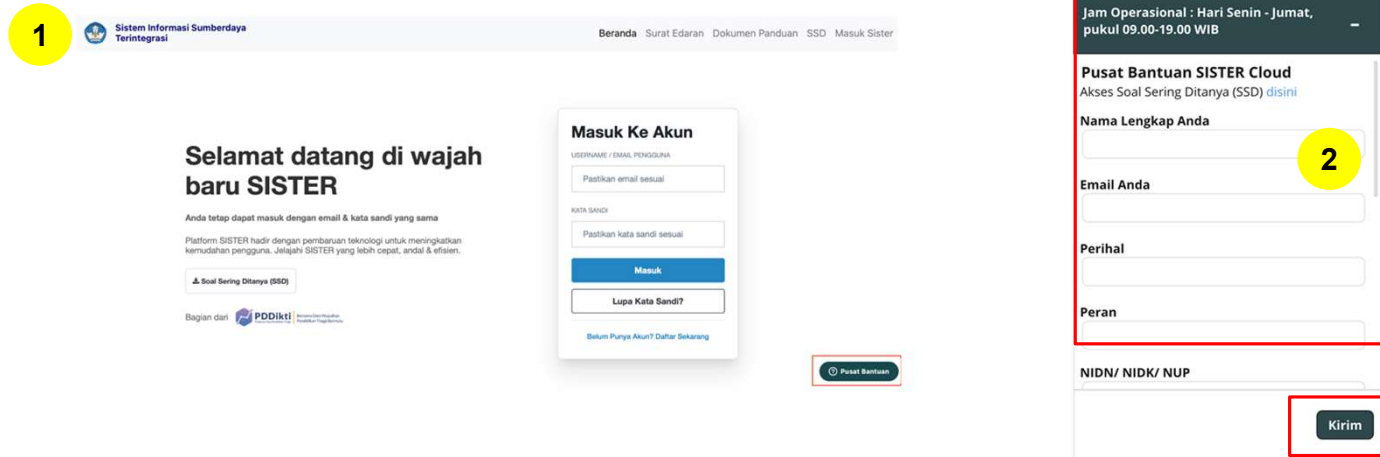 1
Sistem Informasi Sumberdaya
Terintegrasi
Beranda Surat Edaran Dokumen Panduan SSD Masuk Sister
Selamat datang di wajah
baru SISTER
Anda tetap dapat masuk dengan email & kata sandi yang sama
Platform SISTER hadir dengan pembaruan teknologi untuk meningkatkan
kemudahan pengguna. Jelajahi SISTER yang lebih cepat, andal & efisien.
Soal Sering Ditanya (SSD)
Bagian dari PDDikti
Masuk Ke Akun
USERNAME / EMAIL PENGGUNA
Pastikan email sesuai
KATA SANDI
Pastikan kata sandi sesuai
Masuk
Lupa Kata Sandi?
Belum Punya Akun? Daftar Sekarang
Pusat Bantuan
Jam Operasional : Hari Senin - Jumat,
pukul 09.00-19.00 WIB
Pusat Bantuan SISTER Cloud
Akses Soal Sering Ditanya (SSD) disini
Nama Lengkap Anda
2
Email Anda
Perihal
Peran
NIDN/ NIDK/ NUP
Kirim